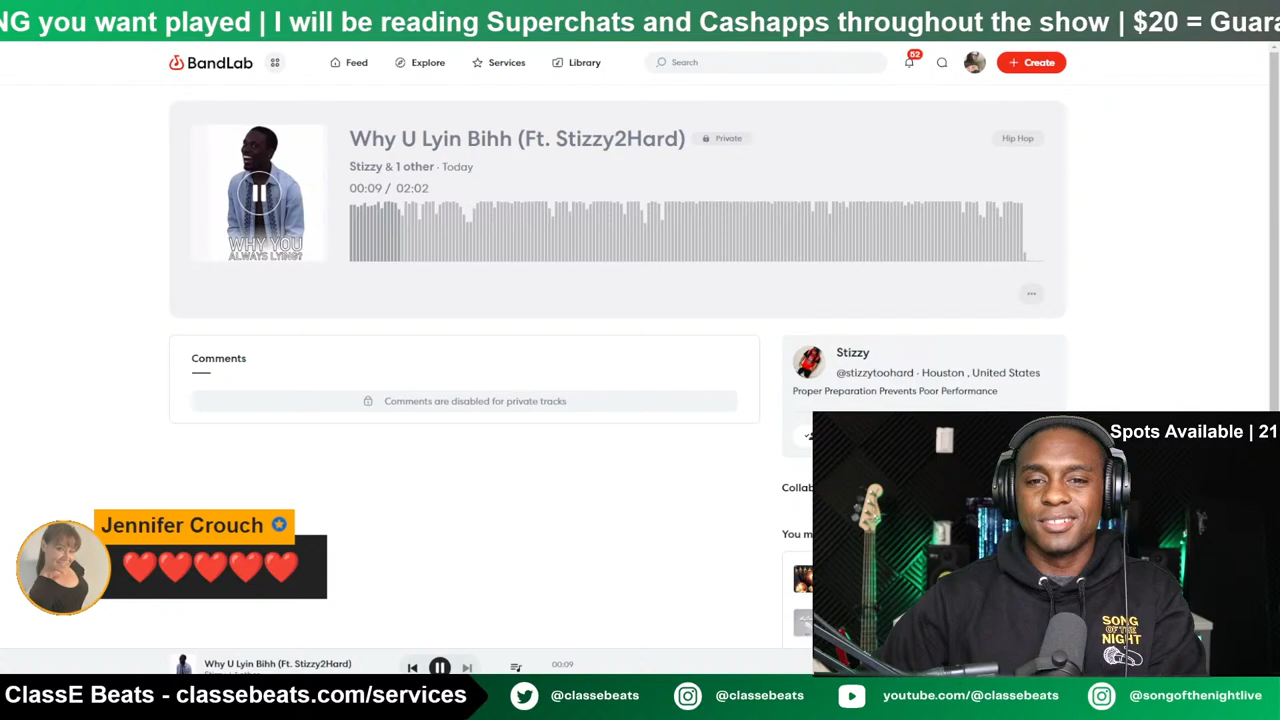 NG you want played | I will be reading Superchats and Cashapps throughout the show | $20 = Guara
BandLab
Feed
Explore
Services
Library
Search
52
Create
Why U Lyin Bihh (Ft. Stizzy2Hard)
Private
Hip Hop
Stizzy & 1 other · Today
00:09 / 02:02
WHY YOU
ALWAYS LYING?
Comments
Comments are disabled for private tracks
Stizzy
@stizzytoohard · Houston , United States
Proper Preparation Prevents Poor Performance
Spots Available | 21
Collab
You m
Jennifer Crouch
❤️❤️❤️❤️❤️
SONG
OF THE
NIGHT
Why U Lyin Bihh (Ft. Stizzy2Hard)
00:09
ClassE Beats - classebeats.com/services
@classebeats
@classebeats
youtube.com/@classebeats
@songofthenightlive